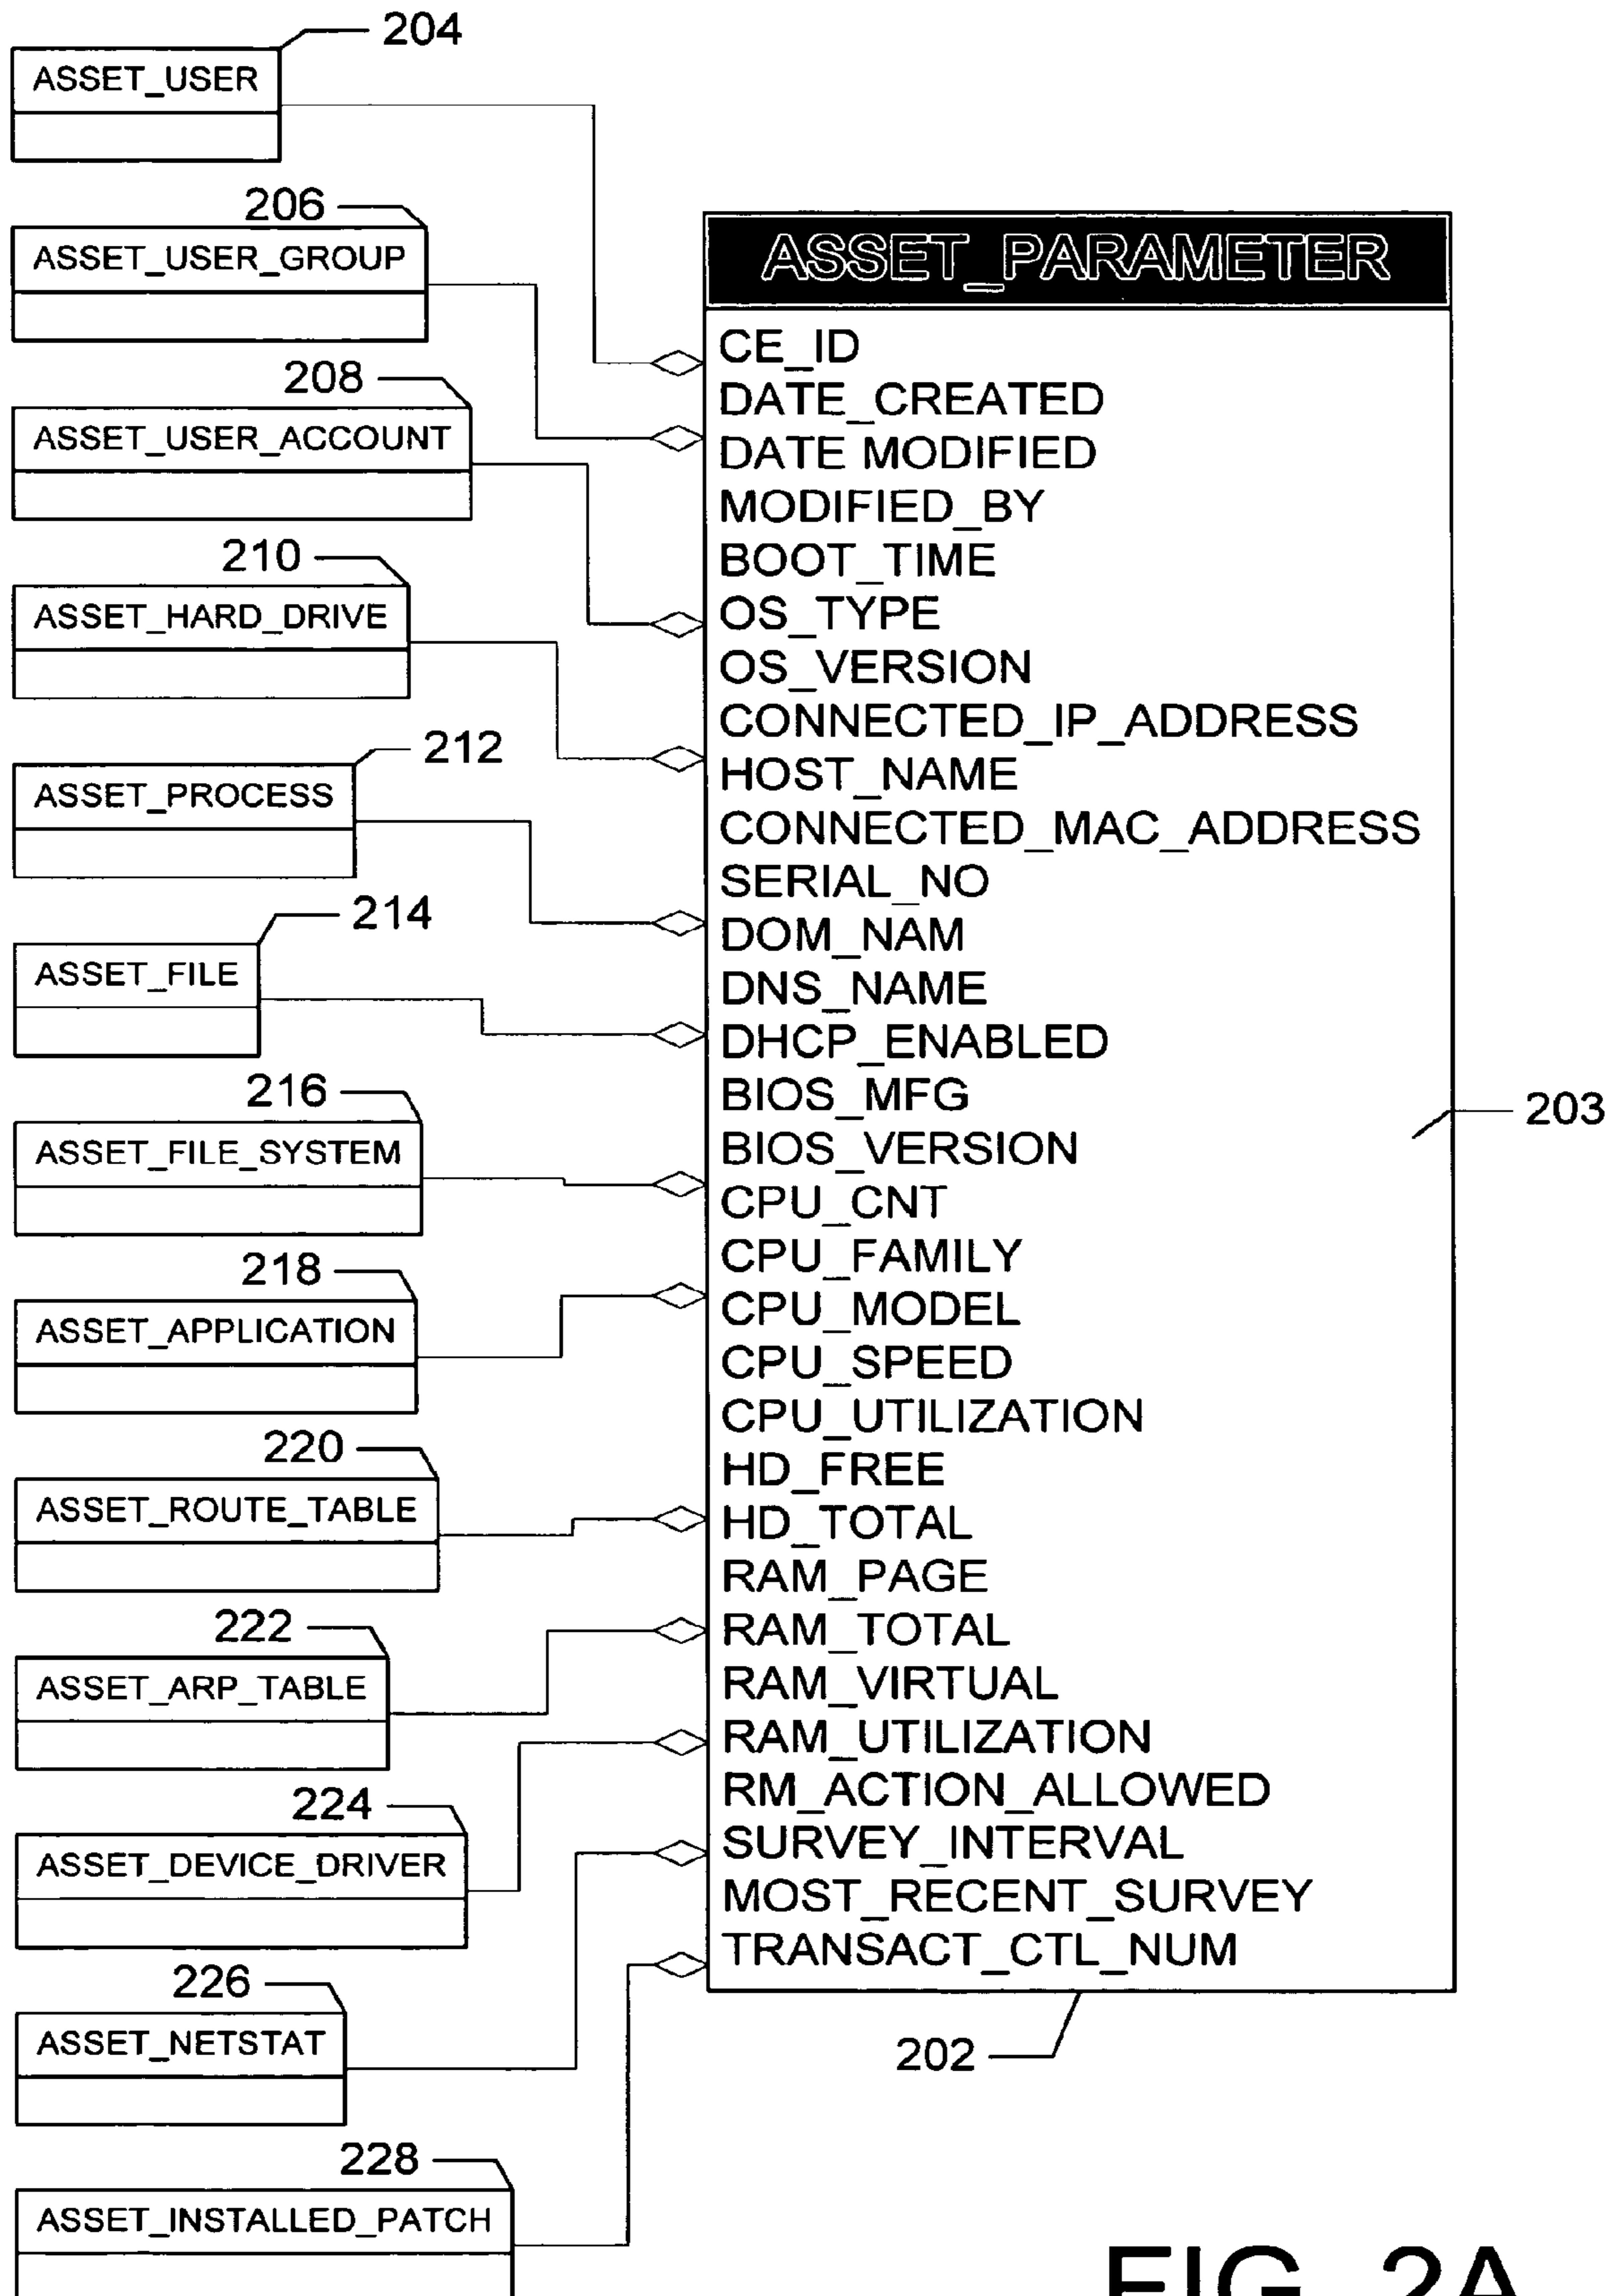 204
ASSET_USER
206
ASSET_USER_GROUP
208
ASSET_USER_ACCOUNT
210
ASSET_HARD_DRIVE
212
ASSET_PROCESS
214
ASSET_FILE
216
ASSET_FILE_SYSTEM
218
ASSET_APPLICATION
220
ASSET_ROUTE_TABLE
222
ASSET_ARP_TABLE
224
ASSET_DEVICE_DRIVER
226
ASSET_NETSTAT
228
ASSET_INSTALLED_PATCH
ASSET_PARAMETER
CE_ID
DATE_CREATED
DATE MODIFIED
MODIFIED_BY
BOOT_TIME
OS_TYPE
OS_VERSION
CONNECTED_IP_ADDRESS
HOST_NAME
CONNECTED_MAC_ADDRESS
SERIAL_NO
DOM_NAM
DNS_NAME
DHCP_ENABLED
BIOS_MFG
BIOS_VERSION
CPU_CNT
CPU_FAMILY
CPU_MODEL
CPU_SPEED
CPU_UTILIZATION
HD_FREE
HD_TOTAL
RAM_PAGE
RAM_TOTAL
RAM_VIRTUAL
RAM_UTILIZATION
RM_ACTION_ALLOWED
SURVEY_INTERVAL
MOST_RECENT_SURVEY
TRANSACT_CTL_NUM
203
202
FIG. 2A